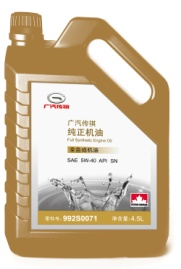 广汽传祺
广汽传祺
纯正机油
Full Synthetic Engine Oil
全合成机油
SAE 5W-40 API SN
零件号: 992S0071
净含量: 4.5L